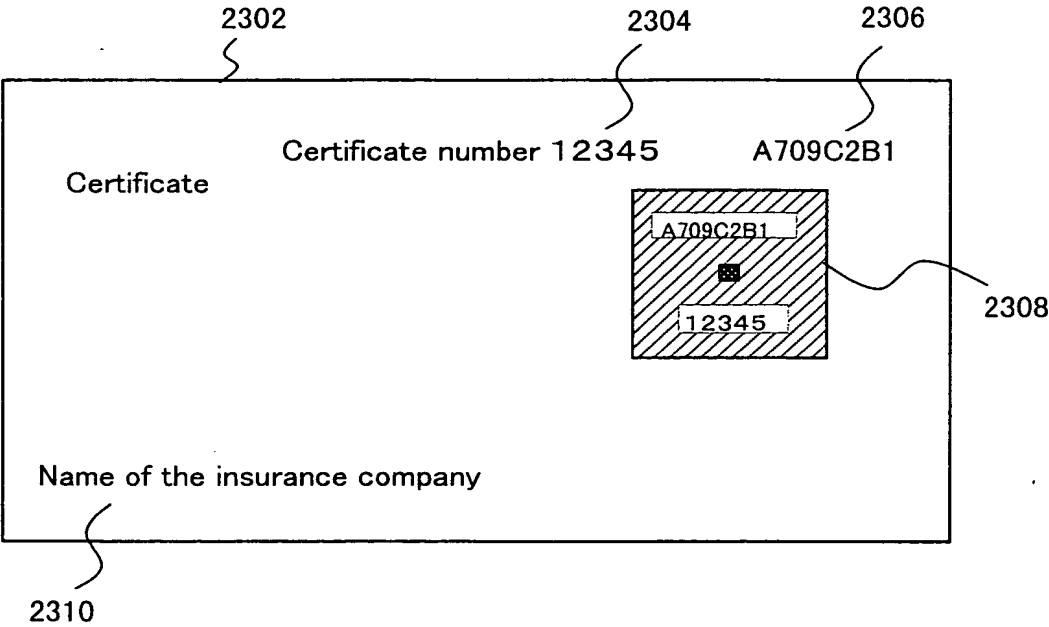 2302
2304
2306
Certificate number 12345
A709C2B1
Certificate
A709C2B1
12345
2308
Name of the insurance company
2310